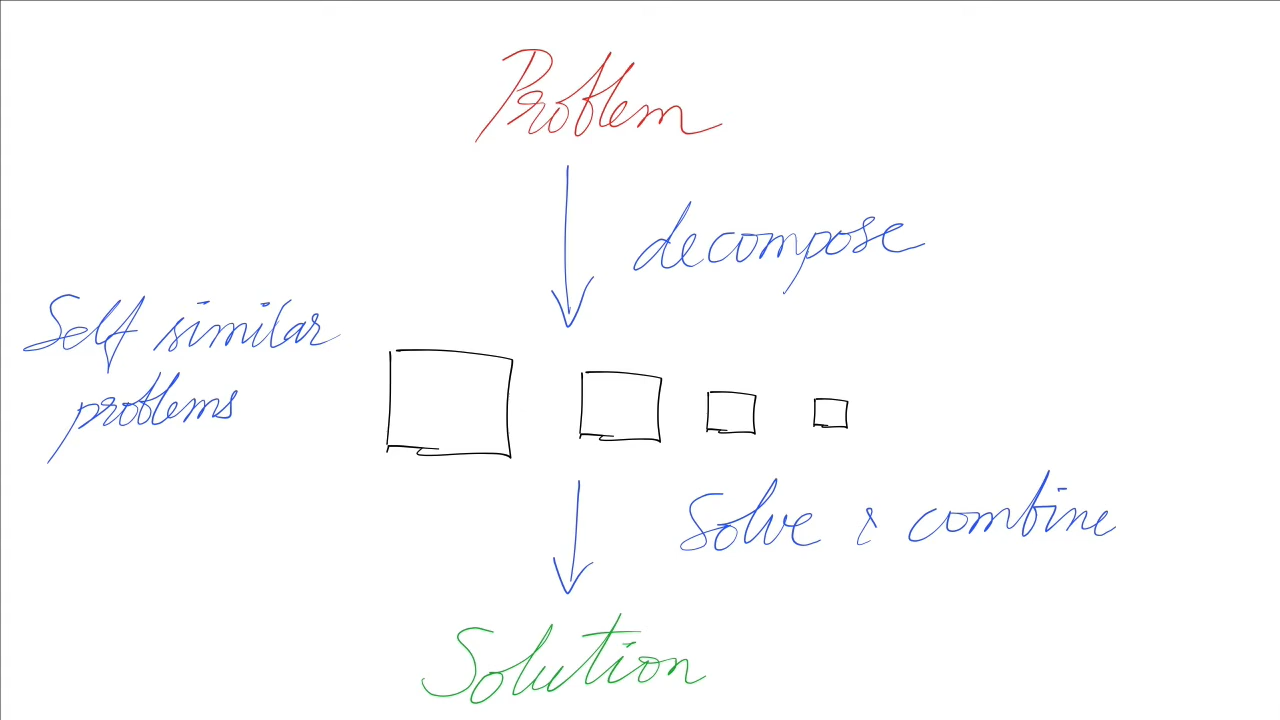 Problem
decompose
Self similar
problems
Solve & combine
Solution